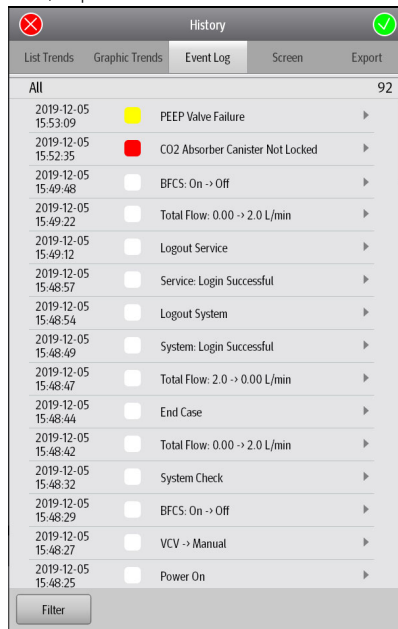 History
List Trends Graphic Trends Event Log Screen Export
All 92
2019-12-05
15:53:09 PEEP Valve Failure
2019-12-05
15:52:35 CO2 Absorber Canister Not Locked
2019-12-05
15:49:48 BFCS: On -> Off
2019-12-05
15:49:22 Total Flow: 0.00 -> 2.0 L/min
2019-12-05
15:49:12 Logout Service
2019-12-05
15:48:57 Service: Login Successful
2019-12-05
15:48:54 Logout System
2019-12-05
15:48:49 System: Login Successful
2019-12-05
15:48:47 Total Flow: 2.0 -> 0.00 L/min
2019-12-05
15:48:44 End Case
2019-12-05
15:48:42 Total Flow: 0.00 -> 2.0 L/min
2019-12-05
15:48:32 System Check
2019-12-05
15:48:29 BFCS: On -> Off
2019-12-05
15:48:27 VCV -> Manual
2019-12-05
15:48:25 Power On
Filter